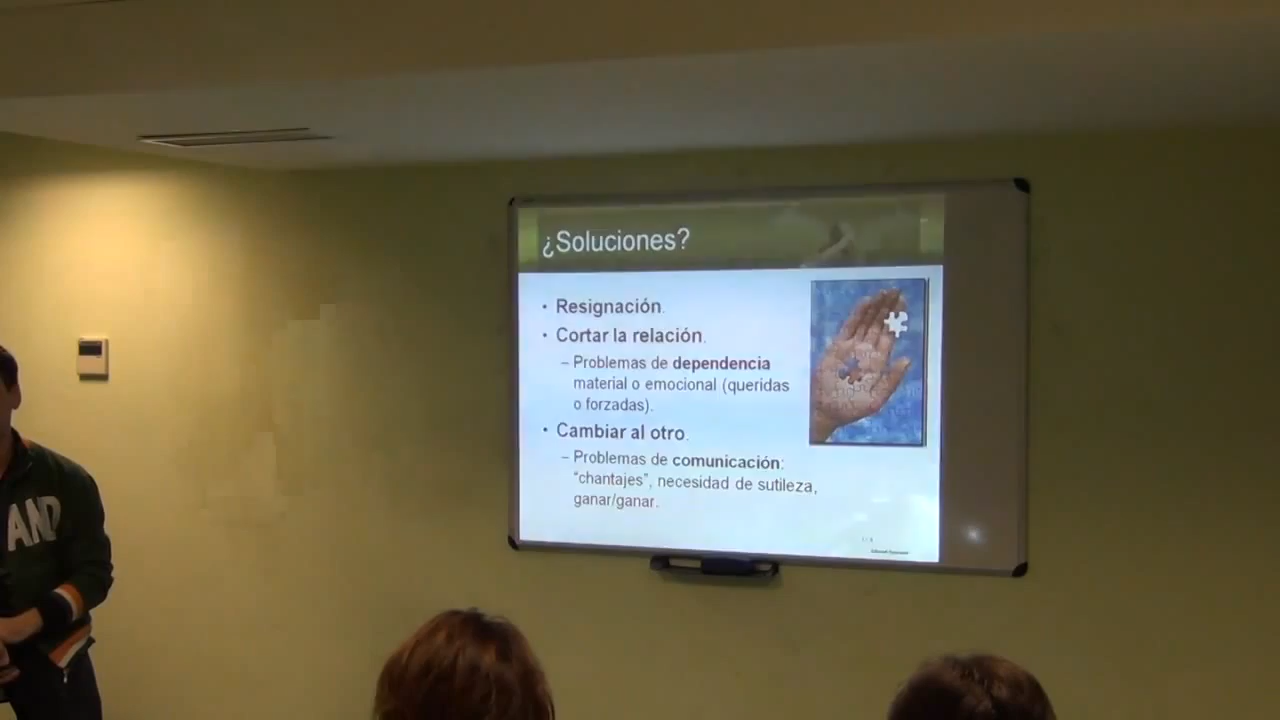 ¿Soluciones?
• Resignación.
• Cortar la relación.
– Problemas de dependencia
material o emocional (queridas
o forzadas).
• Cambiar al otro.
– Problemas de comunicación:
"chantajes", necesidad de sutileza,
ganar/ganar.
AND